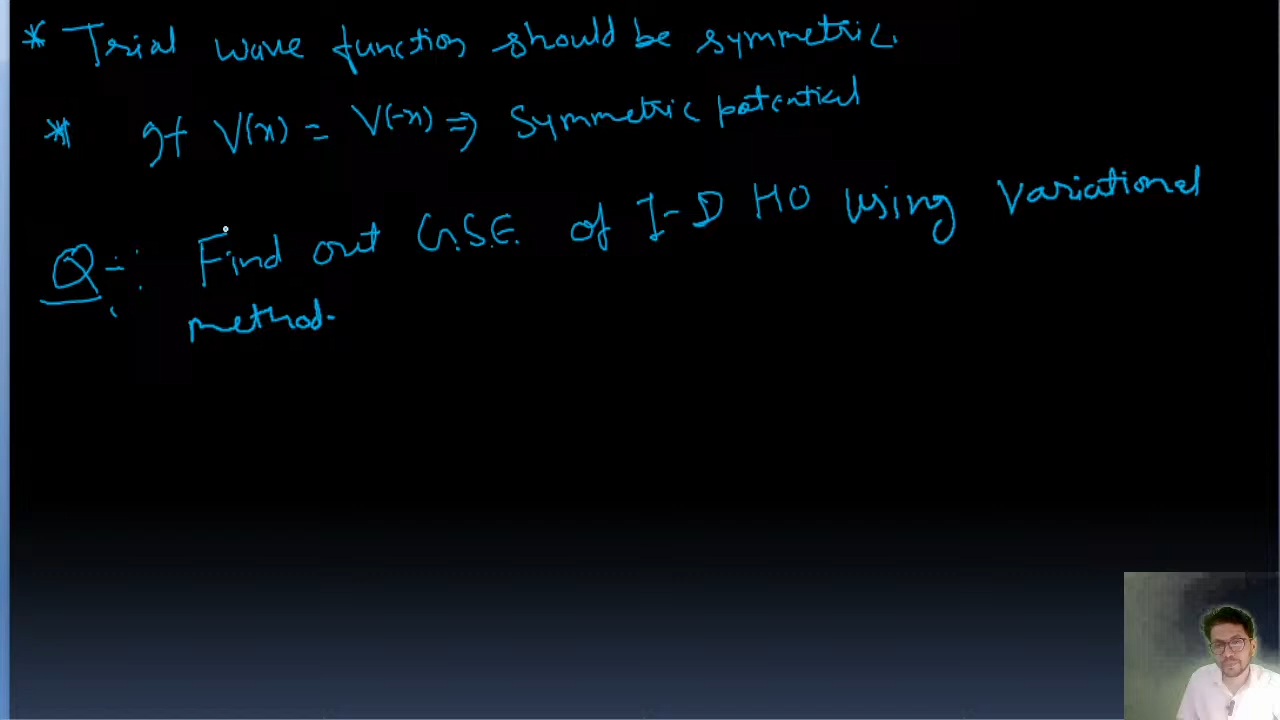 * Trial wave function should be symmetric.
* If V(x) = V(-x) ⇒ Symmetric potential
Q:- Find out G.S.E. of 1-D HO using variational
method.